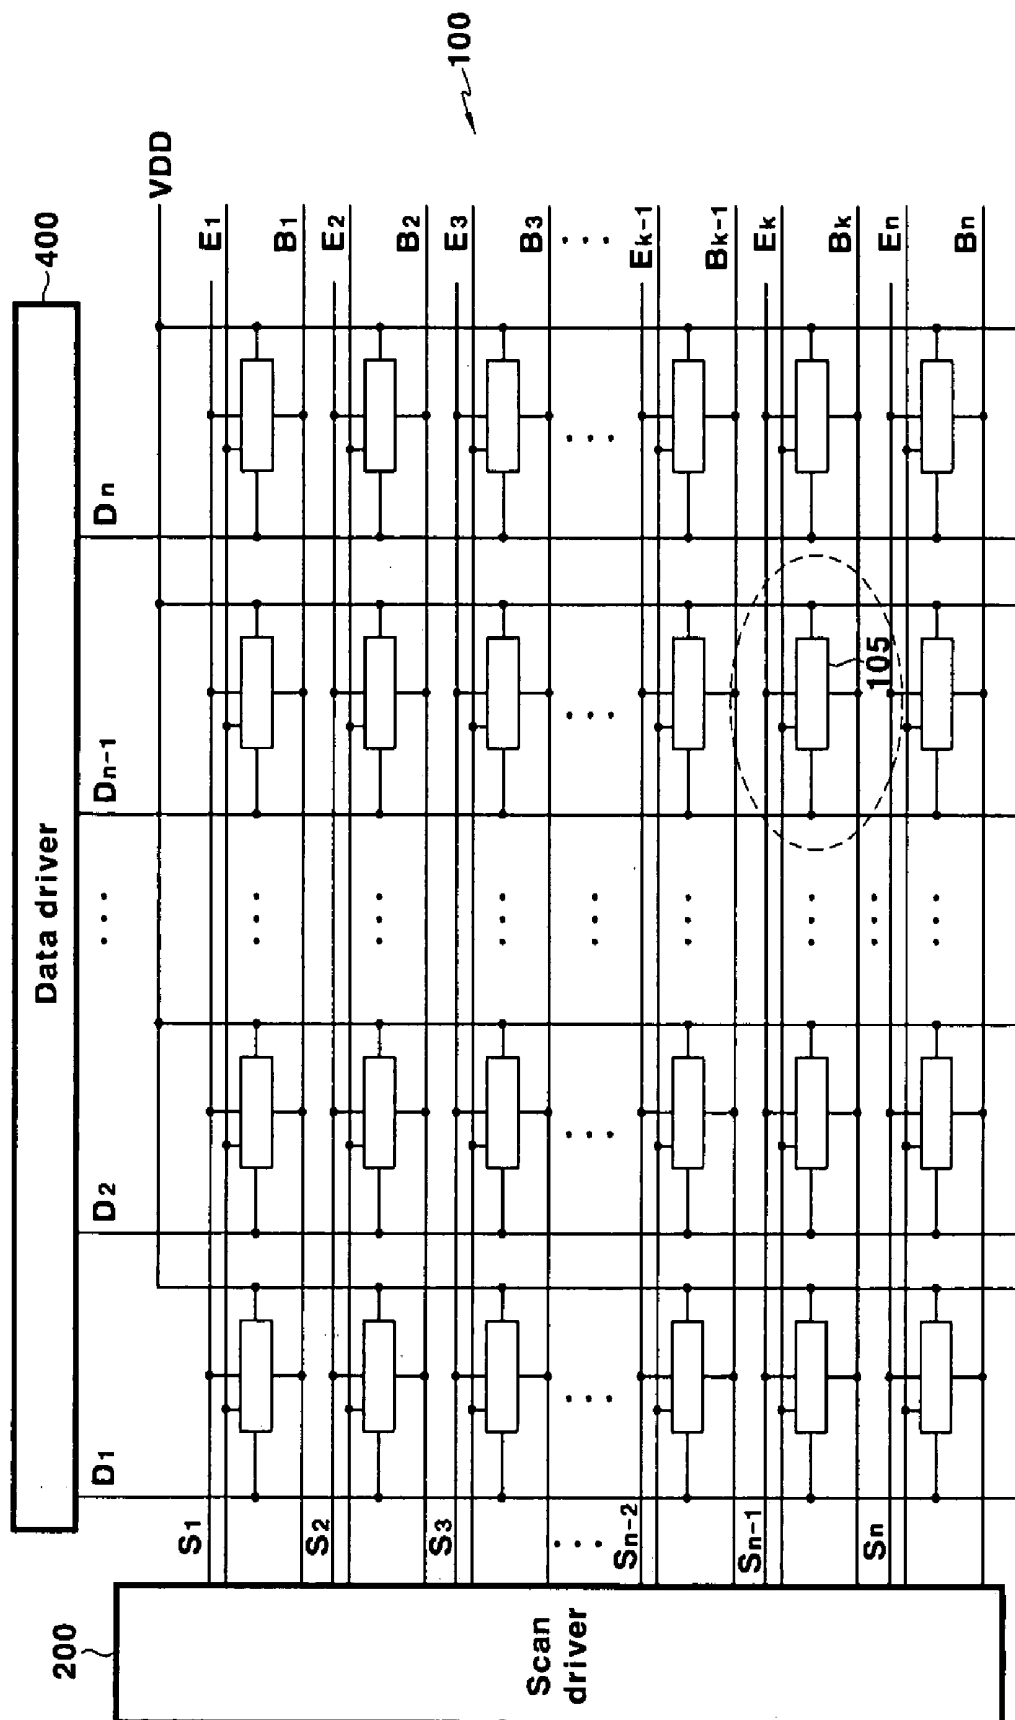 400
Data driver
100
D1
D2
...
Dn-1
Dn
VDD
200
Scan
driver
S1
E1
B1
S2
E2
B2
S3
E3
B3
...
...
Sn-2
Ek-1
Bk-1
Sn-1
Ek
Bk
105
Sn
En
Bn